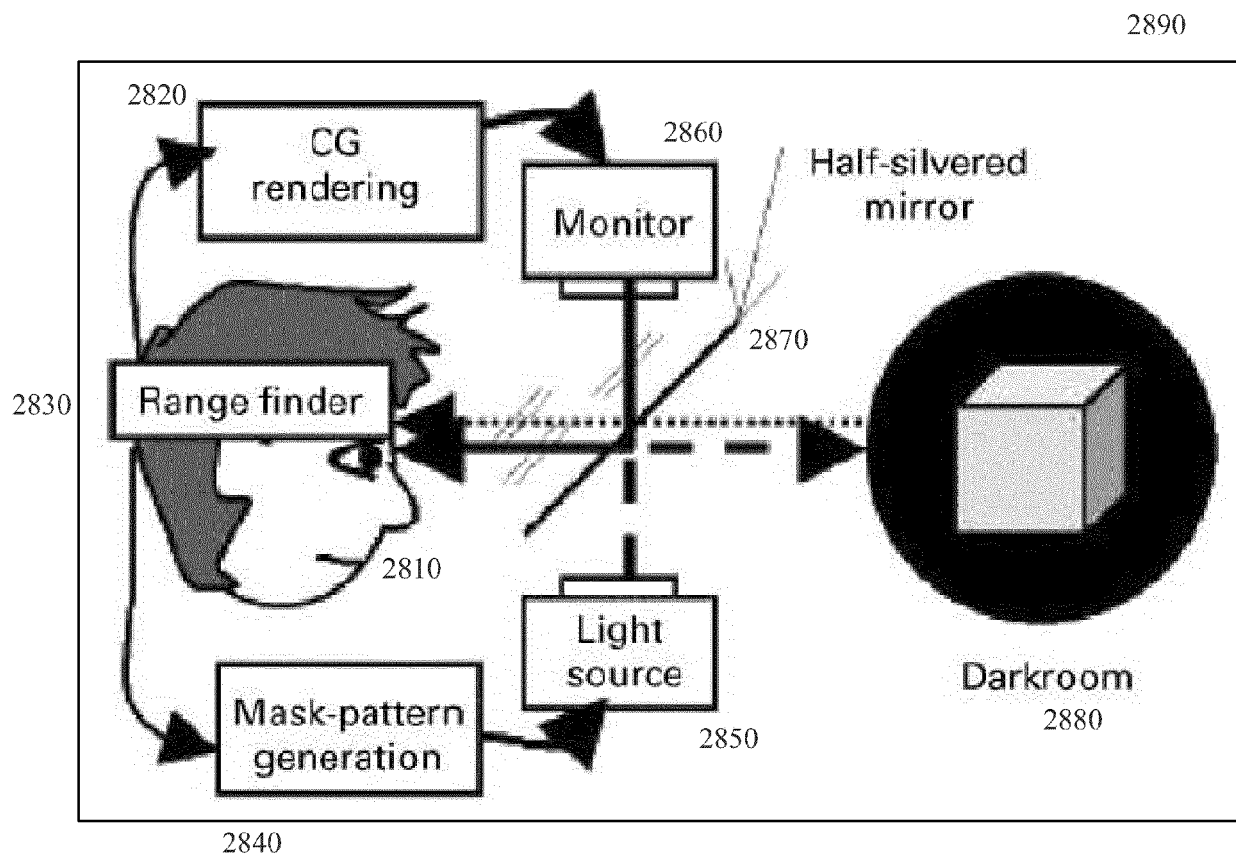 2890
2820
CG
rendering
2860
Monitor
Half-silvered
mirror
2870
2830
Range finder
2810
Light
source
Mask-pattern
generation
2850
Darkroom
2880
2840